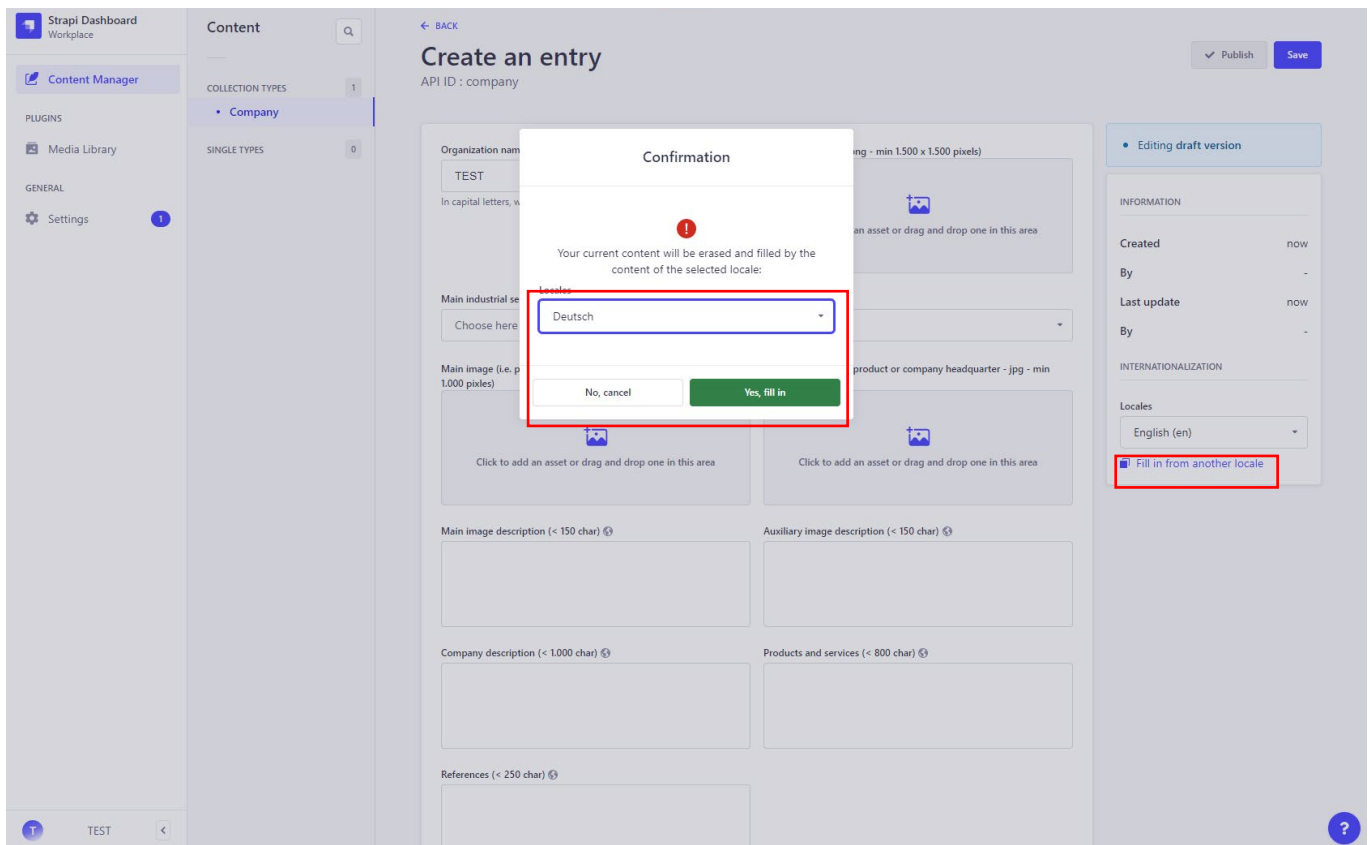 Strapi Dashboard
Workplace
Content Manager
PLUGINS
Media Library
GENERAL
Settings
1
T
TEST
Content
COLLECTION TYPES
1
Company
SINGLE TYPES
0
BACK
Create an entry
API ID : company
Publish
Save
Organization nam
TEST
In capital letters, w
ng - min 1.500 x 1.500 pixels)
an asset or drag and drop one in this area
Confirmation
!
Your current content will be erased and filled by the
content of the selected locale:
Locales
Deutsch
No, cancel
Yes, fill in
Main industrial se
Choose here
Main image (i.e. p
1.000 pixles)
product or company headquarter - jpg - min
Click to add an asset or drag and drop one in this area
Click to add an asset or drag and drop one in this area
Main image description (< 150 char)
Auxiliary image description (< 150 char)
Company description (< 1.000 char)
Products and services (< 800 char)
References (< 250 char)
Editing draft version
INFORMATION
Created now
By -
Last update now
By -
INTERNATIONALIZATION
Locales
English (en)
Fill in from another locale
?